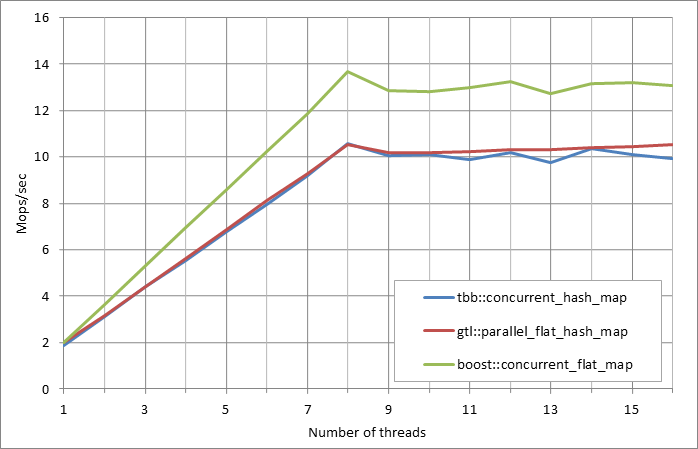 16
14
12
10
8
6
4
2
0
Mops/sec
tbb::concurrent_hash_map
gtl::parallel_flat_hash_map
boost::concurrent_flat_map
1 3 5 7 9 11 13 15
Number of threads